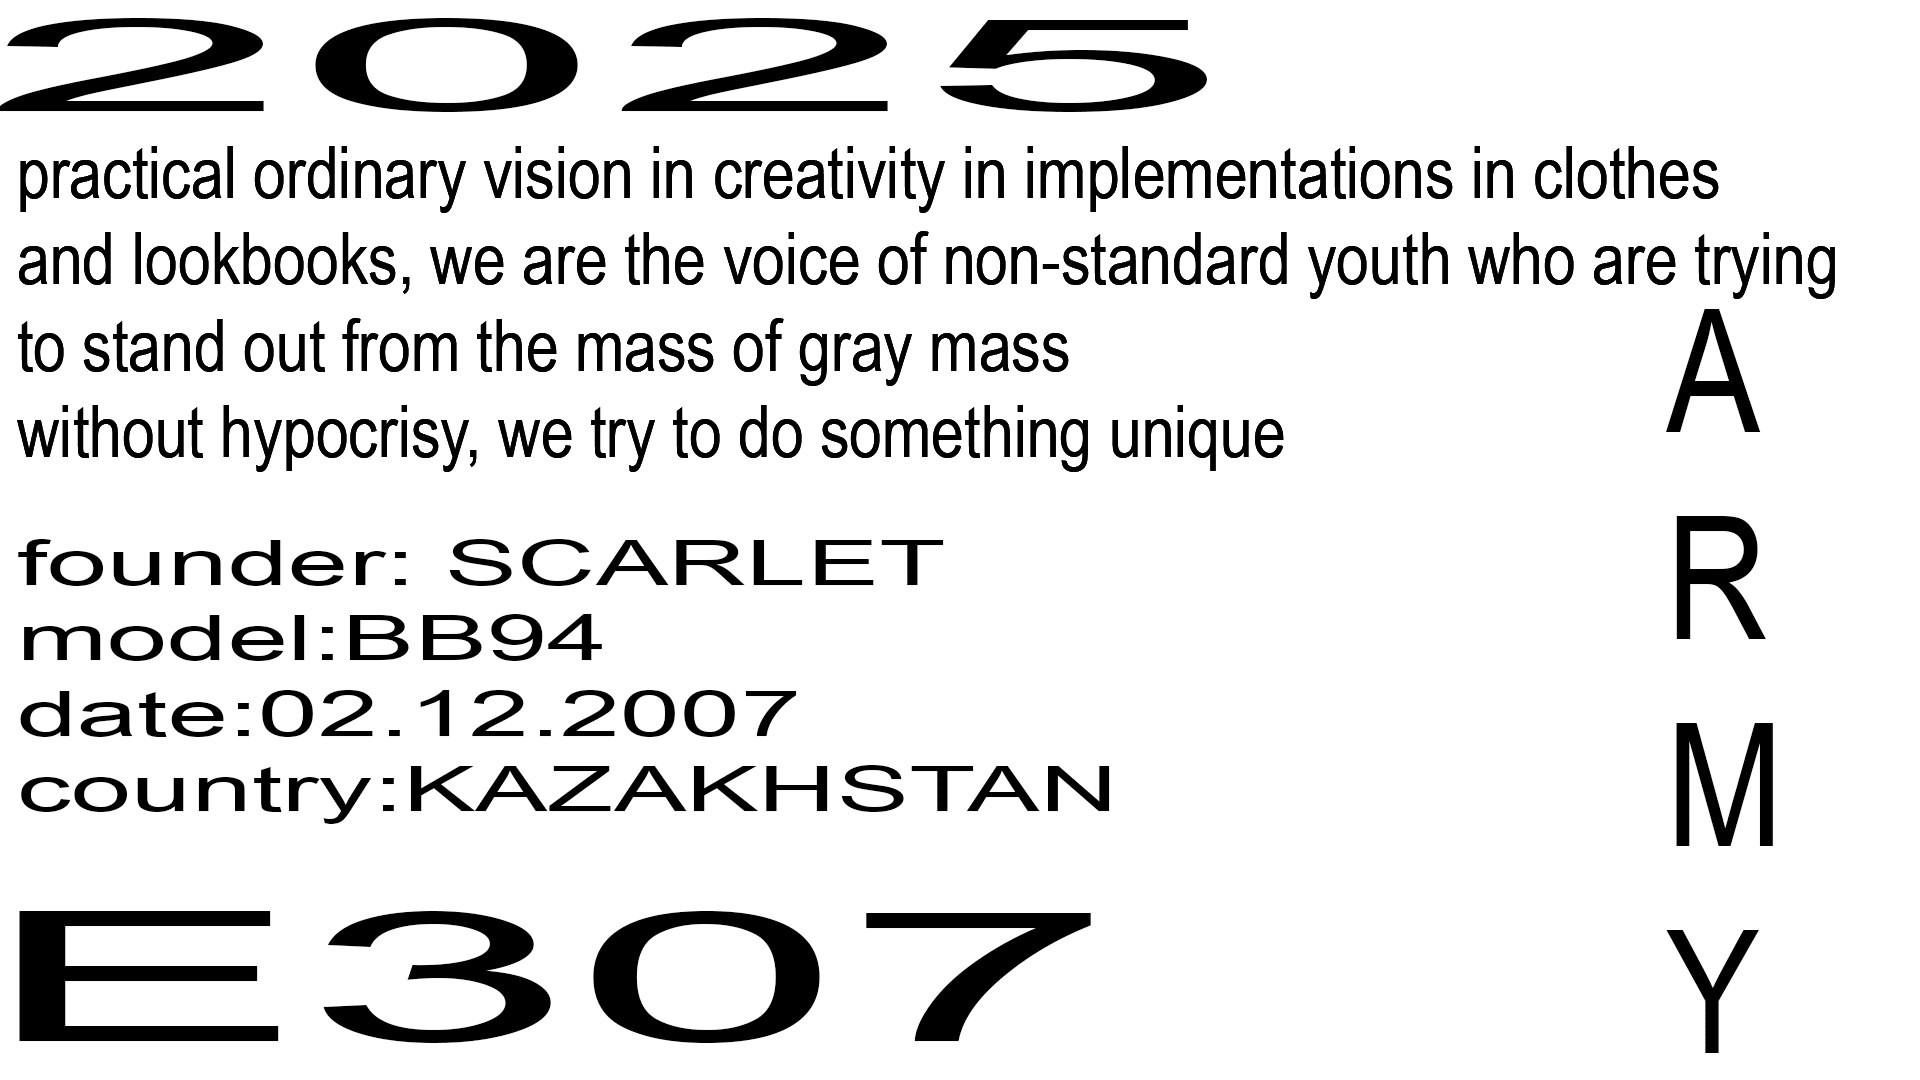 2025
practical ordinary vision in creativity in implementations in clothes
and lookbooks, we are the voice of non-standard youth who are trying
to stand out from the mass of gray mass
without hypocrisy, we try to do something unique
founder: SCARLET
model:BB94
date:02.12.2007
country:KAZAKHSTAN
E307
ARMY